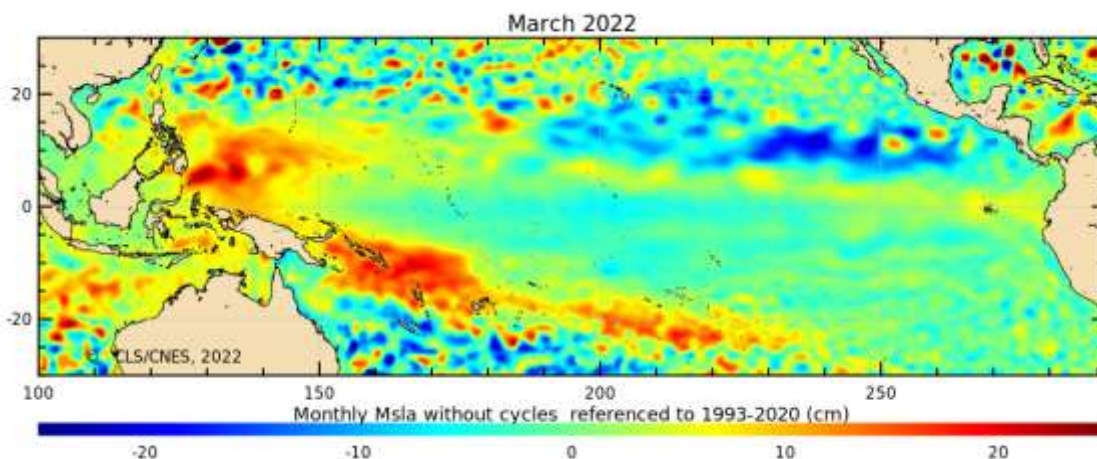 March 2022
20
0
-20
© CLS/CNES, 2022
100 150 200 250
Monthly Msla without cycles referenced to 1993-2020 (cm)
-20 -10 0 10 20